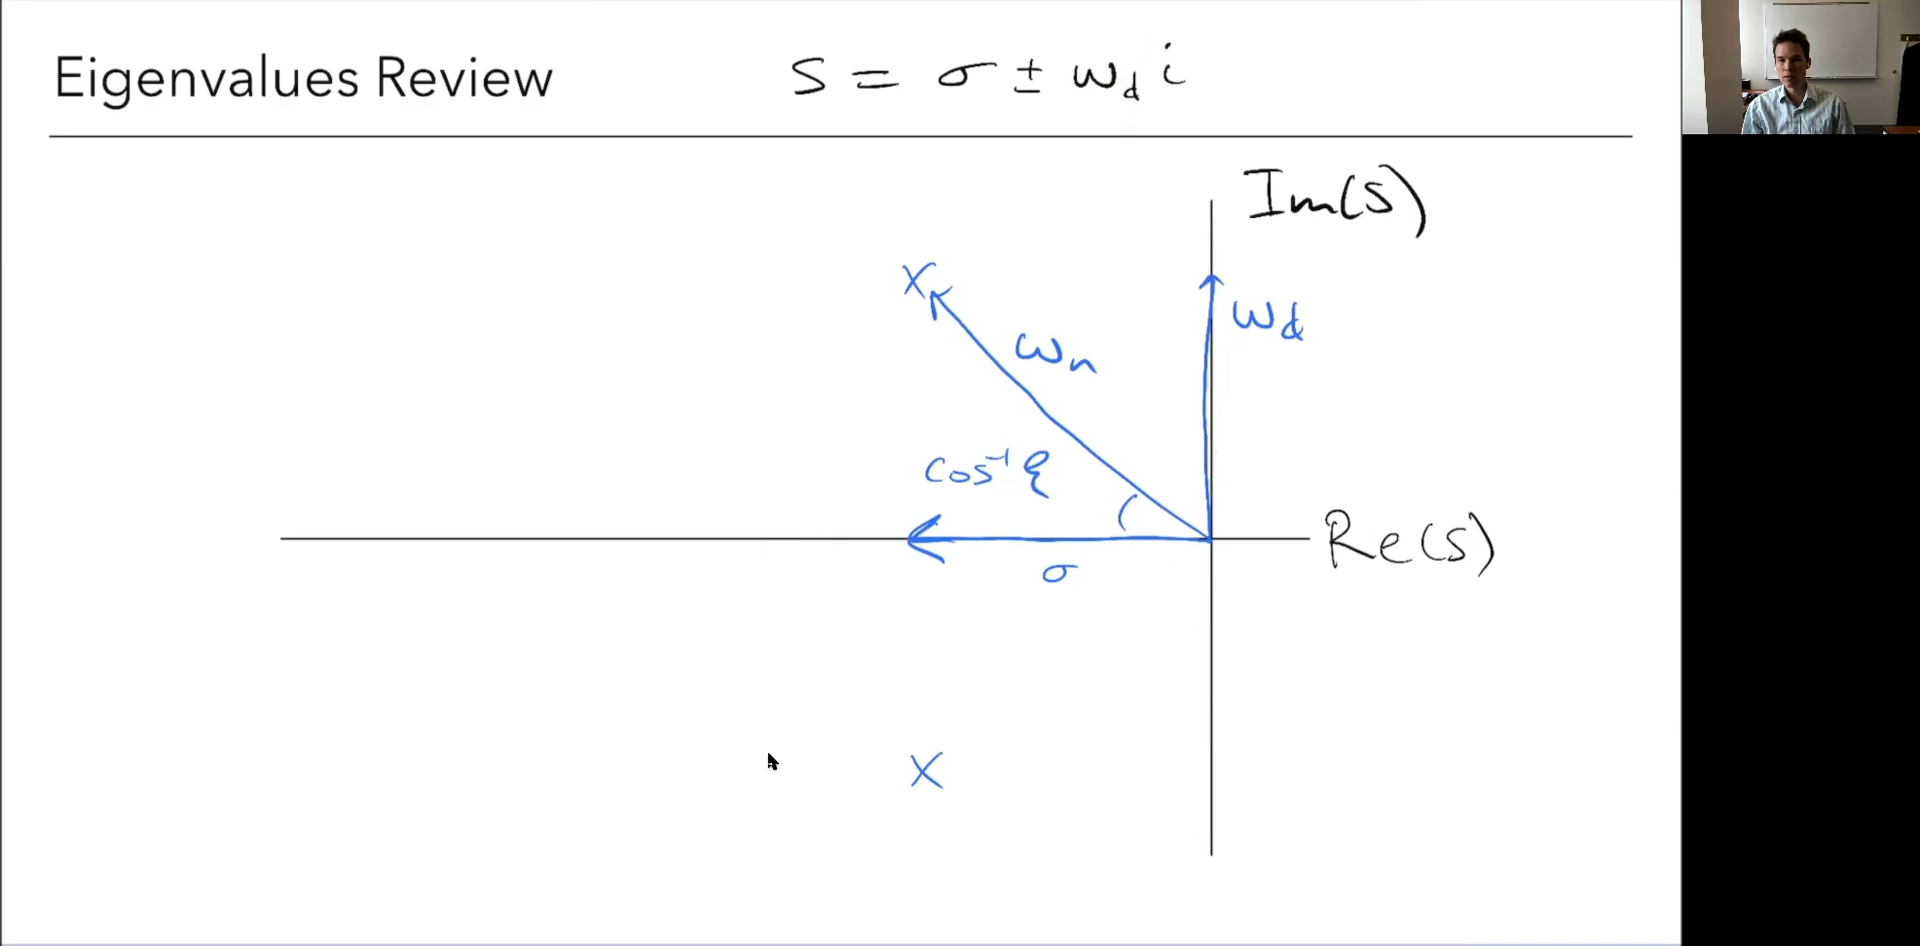 Eigenvalues Review
S = σ ± ω_d i
Im(s)
ω_d
ω_n
cos⁻¹ ξ
Re(s)
σ